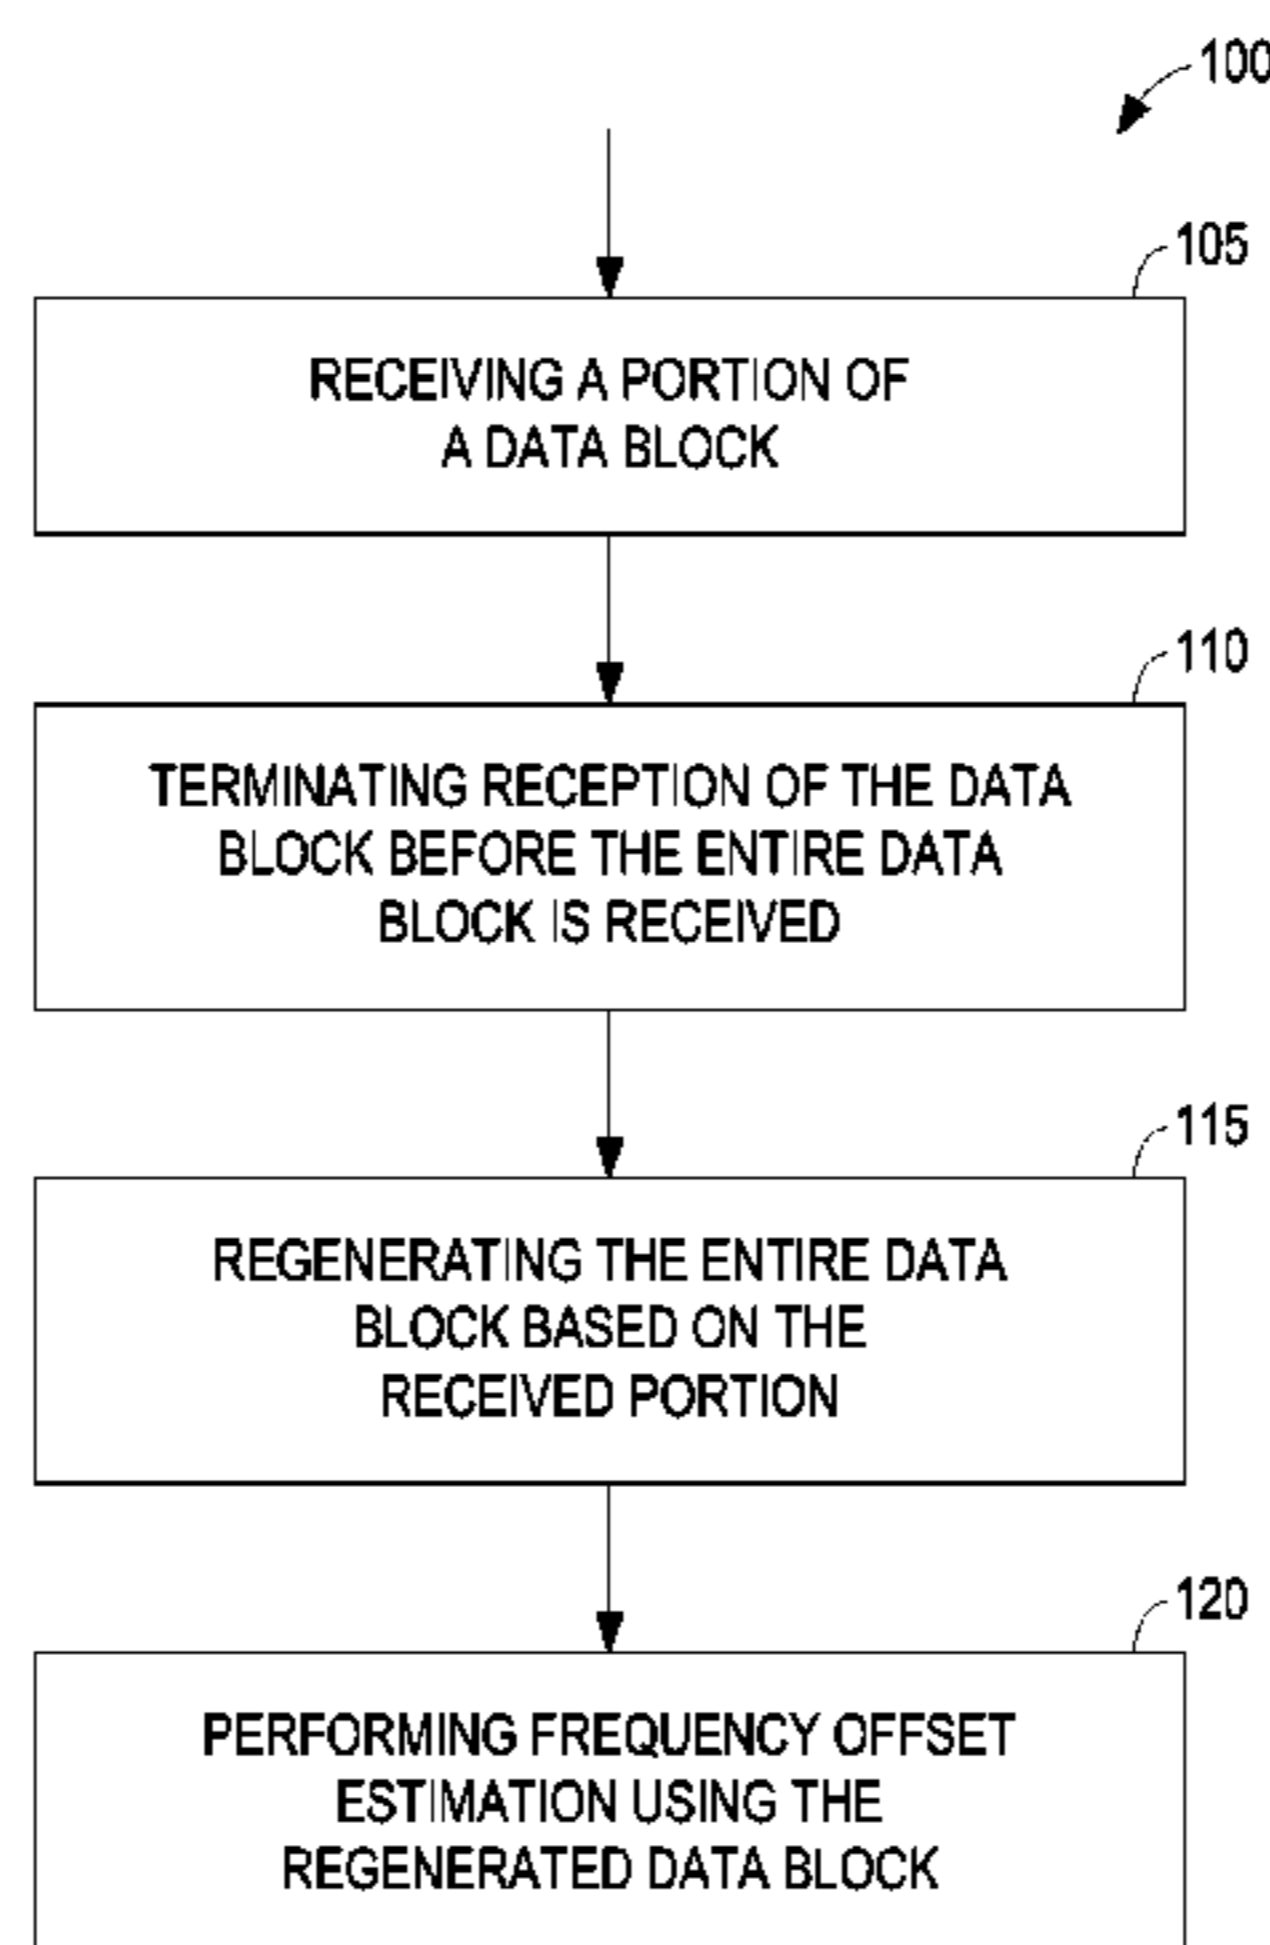 100
105
RECEIVING A PORTION OF
A DATA BLOCK
110
TERMINATING RECEPTION OF THE DATA
BLOCK BEFORE THE ENTIRE DATA
BLOCK IS RECEIVED
115
REGENERATING THE ENTIRE DATA
BLOCK BASED ON THE
RECEIVED PORTION
120
PERFORMING FREQUENCY OFFSET
ESTIMATION USING THE
REGENERATED DATA BLOCK